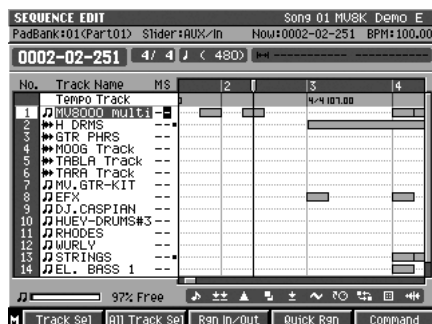 SEQUENCE EDIT Song 01 MV8K Demo E
PadBank:01(Part01) Slider:AUX/In Now:0002-02-251 BPM:100.00
0002-02-251 4/ 4 ♩ ( 480)
No. Track Name MS 2 3 4
Tempo Track 4/4 107.00
1 MV8000 multi
2 H DRMS --
3 GTR PHRS --
4 MOOG Track --
5 TABLA Track --
6 TARA Track --
7 MV.GTR-KIT --
8 EFX --
9 DJ.CASPIAN --
10 HUEY-DRUMS#3 --
11 RHODES --
12 WURLY --
13 STRINGS --
14 EL. BASS 1 --
97% Free
M Track Sel All Track Sel Rgn In/Out Quick Rgn Command